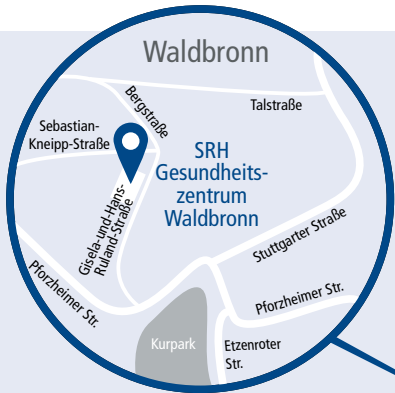 Waldbronn
Bergstraße
Talstraße
Sebastian-
Kneipp-Straße
SRH
Gesundheits-
zentrum
Waldbronn
Gisela-und-Hans-
Ruland-Straße
Stuttgarter Straße
Pforzheimer Str.
Pforzheimer Str.
Kurpark
Etzenroter
Str.